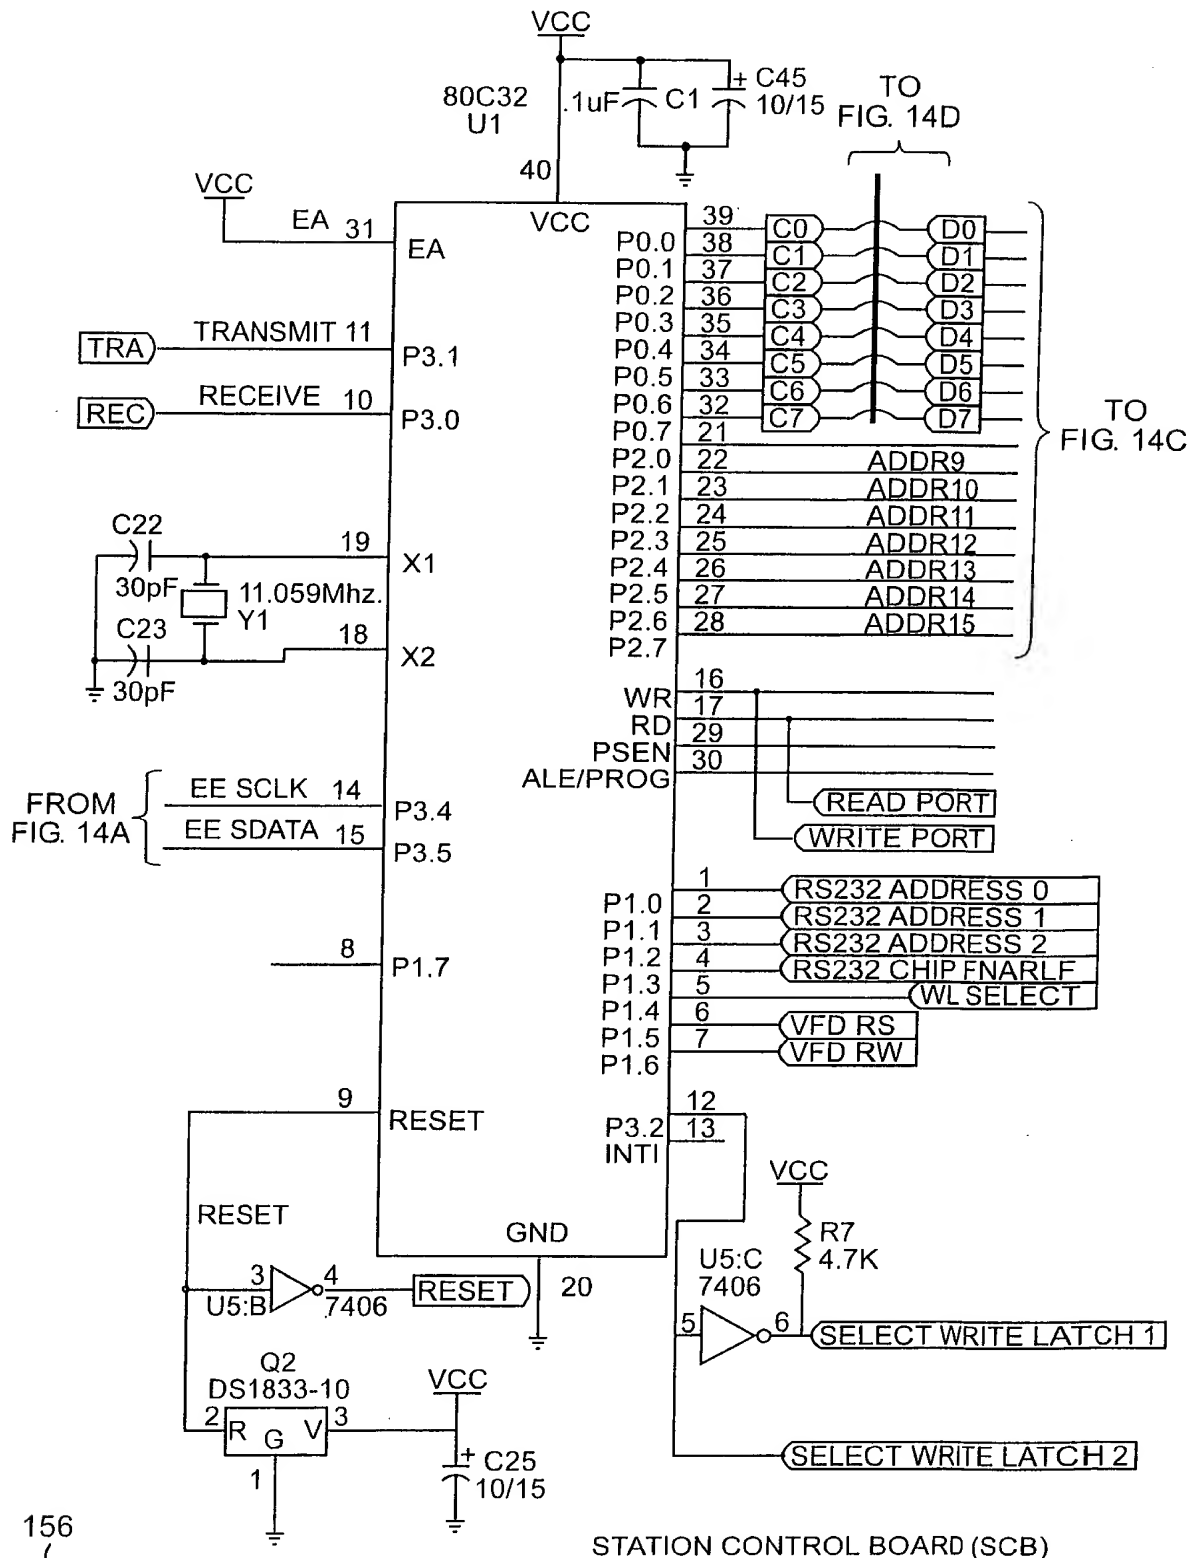 VCC
80C32
U1
.1uF C1
+ C45
10/15
TO
FIG. 14D
40
VCC
EA 31
EA
VCC
TRA TRANSMIT 11
P3.1
REC RECEIVE 10
P3.0
C22
30pF
19
X1
11.059Mhz.
Y1
C23
30pF
18
X2
FROM
FIG. 14A
EE SCLK 14
P3.4
EE SDATA 15
P3.5
8
P1.7
9
RESET
RESET
39 C0 D0
P0.0
38 C1 D1
P0.1
37 C2 D2
P0.2
36 C3 D3
P0.3
35 C4 D4
P0.4
34 C5 D5
P0.5
33 C6 D6
P0.6
32 C7 D7
P0.7
21
P2.0
22 ADDR9
P2.1
23 ADDR10
P2.2
24 ADDR11
P2.3
25 ADDR12
P2.4
26 ADDR13
P2.5
27 ADDR14
P2.6
28 ADDR15
P2.7
TO
FIG. 14C
16
WR
17
RD
29
PSEN
30
ALE/PROG
READ PORT
WRITE PORT
1 RS232 ADDRESS 0
P1.0
2 RS232 ADDRESS 1
P1.1
3 RS232 ADDRESS 2
P1.2
4 RS232 CHIP FNARLF
P1.3
5 WL SELECT
P1.4
6 VFD RS
P1.5
7 VFD RW
P1.6
12
P3.2
13
INTI
GND
20
3 4
U5:B 7406
RESET
Q2
DS1833-10
2 R G V 3
1
VCC
+ C25
10/15
VCC
R7
4.7K
U5:C
7406
5 6
SELECT WRITE LATCH 1
SELECT WRITE LATCH 2
156
STATION CONTROL BOARD (SCB)